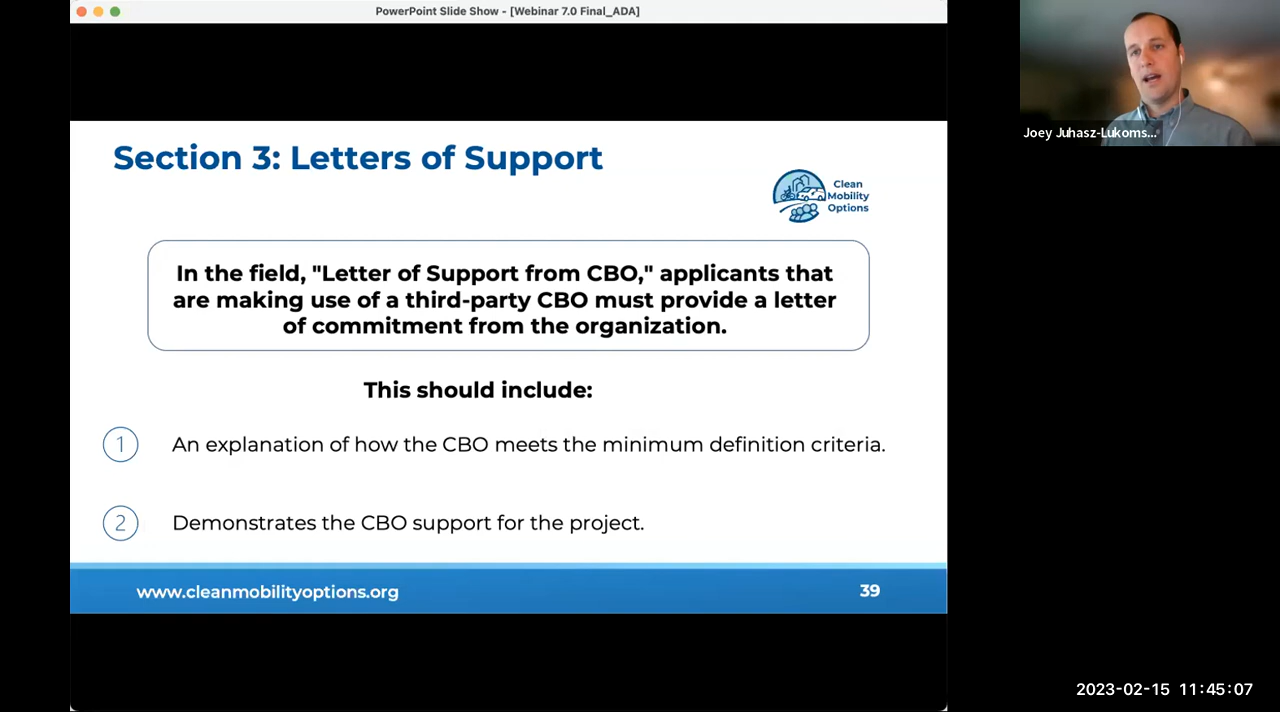 PowerPoint Slide Show - [Webinar 7.0 Final_ADA]
Joey Juhasz-Lukoms...
Section 3: Letters of Support
Clean
Mobility
Options
In the field, "Letter of Support from CBO," applicants that
are making use of a third-party CBO must provide a letter
of commitment from the organization.
This should include:
1 An explanation of how the CBO meets the minimum definition criteria.
2 Demonstrates the CBO support for the project.
www.cleanmobilityoptions.org 39
2023-02-15 11:45:07